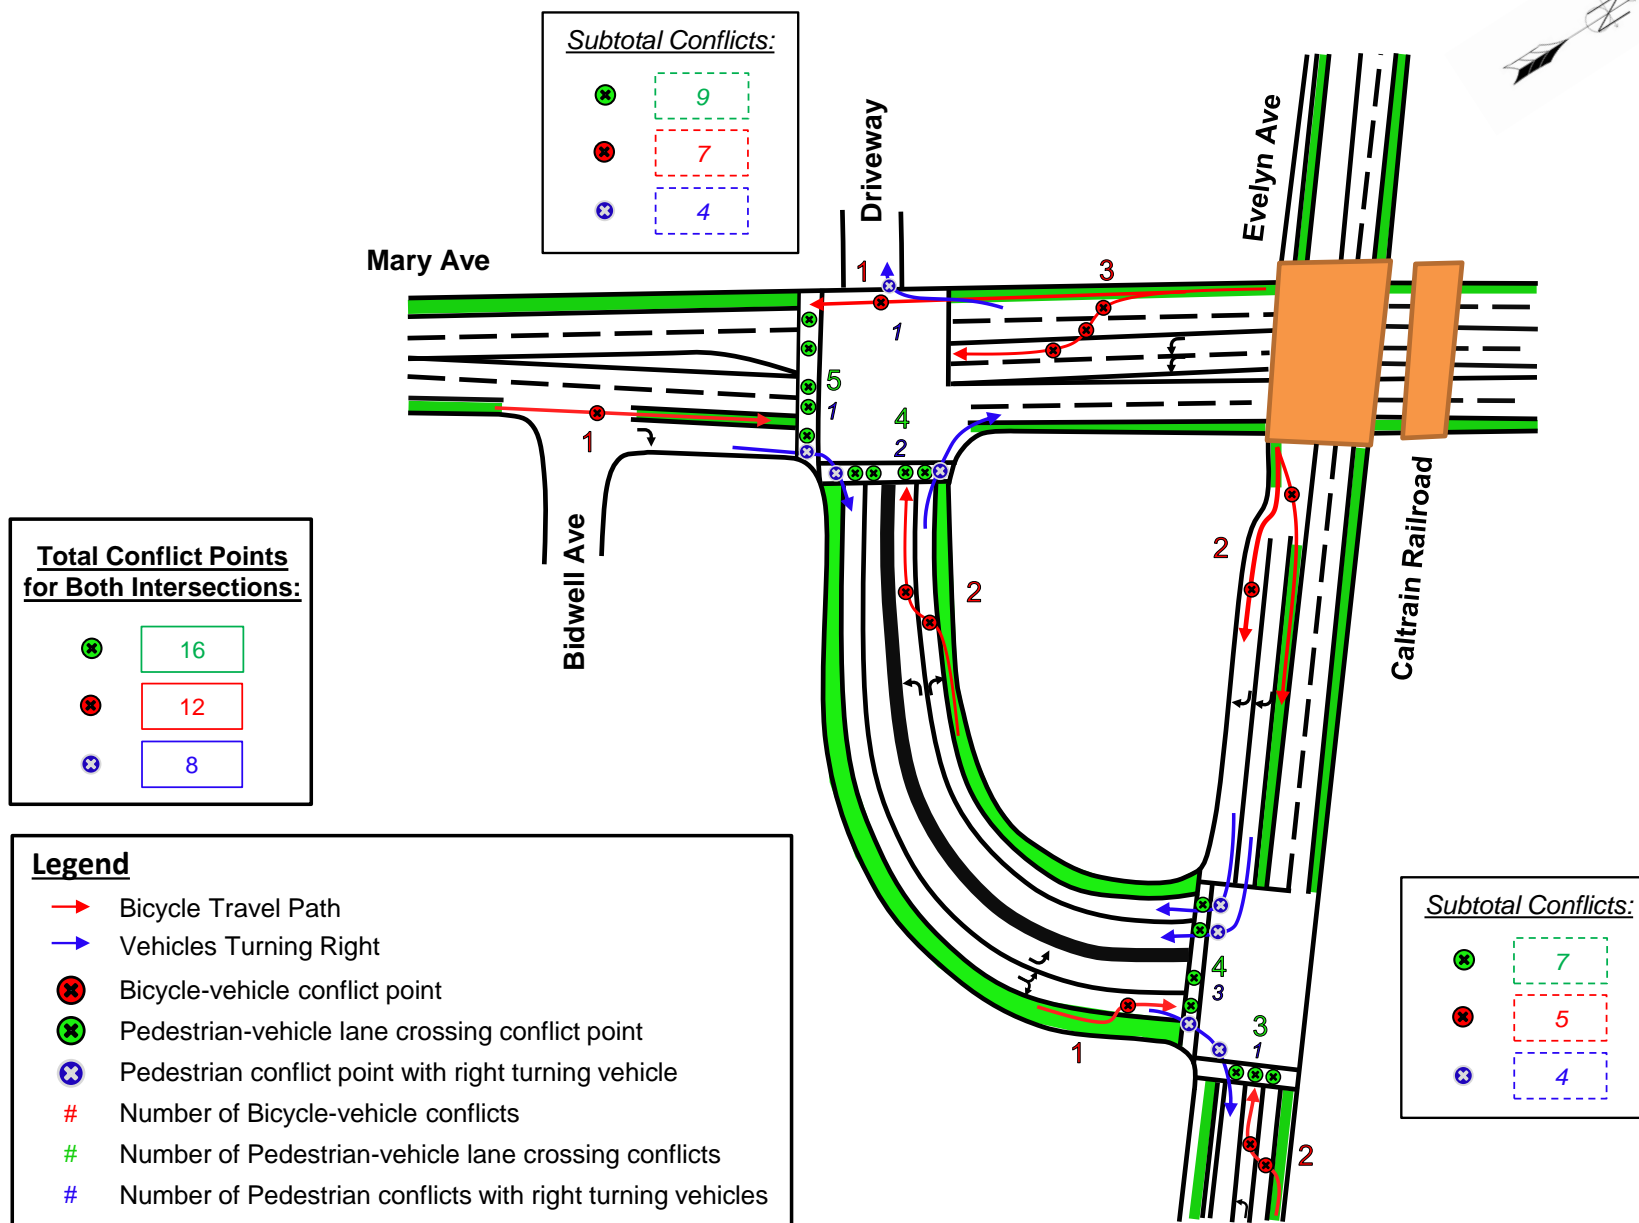 Subtotal Conflicts:
9
7
4
Driveway
Evelyn Ave
Mary Ave
1
3
1
5
1
4
2
1
2
2
Bidwell Ave
Caltrain Railroad
Total Conflict Points
for Both Intersections:
16
12
8
4
3
3
1
1
2
Subtotal Conflicts:
7
5
4
Legend
Bicycle Travel Path
Vehicles Turning Right
Bicycle-vehicle conflict point
Pedestrian-vehicle lane crossing conflict point
Pedestrian conflict point with right turning vehicle
# Number of Bicycle-vehicle conflicts
# Number of Pedestrian-vehicle lane crossing conflicts
# Number of Pedestrian conflicts with right turning vehicles